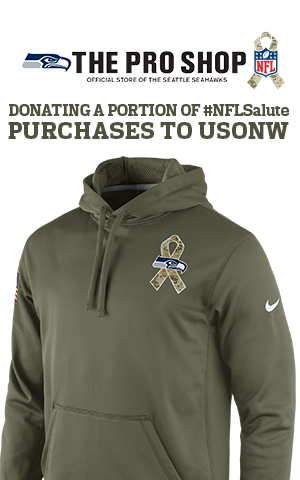 THE PRO SHOP
OFFICIAL STORE OF THE SEATTLE SEAHAWKS
NFL
DONATING A PORTION OF #NFLSalute
PURCHASES TO USONW